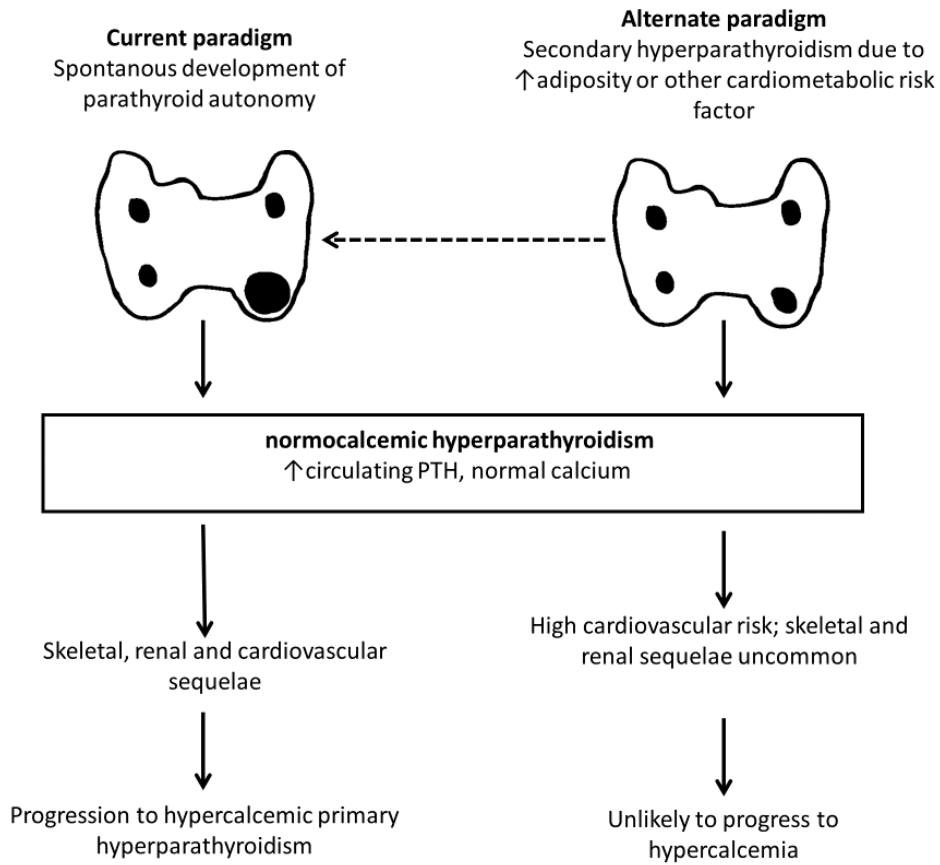 Current paradigm
Spontanous development of
parathyroid autonomy
Alternate paradigm
Secondary hyperparathyroidism due to
↑adiposity or other cardiometabolic risk
factor
normocalcemic hyperparathyroidism
↑circulating PTH, normal calcium
Skeletal, renal and cardiovascular
sequelae
High cardiovascular risk; skeletal and
renal sequelae uncommon
Progression to hypercalcemic primary
hyperparathyroidism
Unlikely to progress to
hypercalcemia